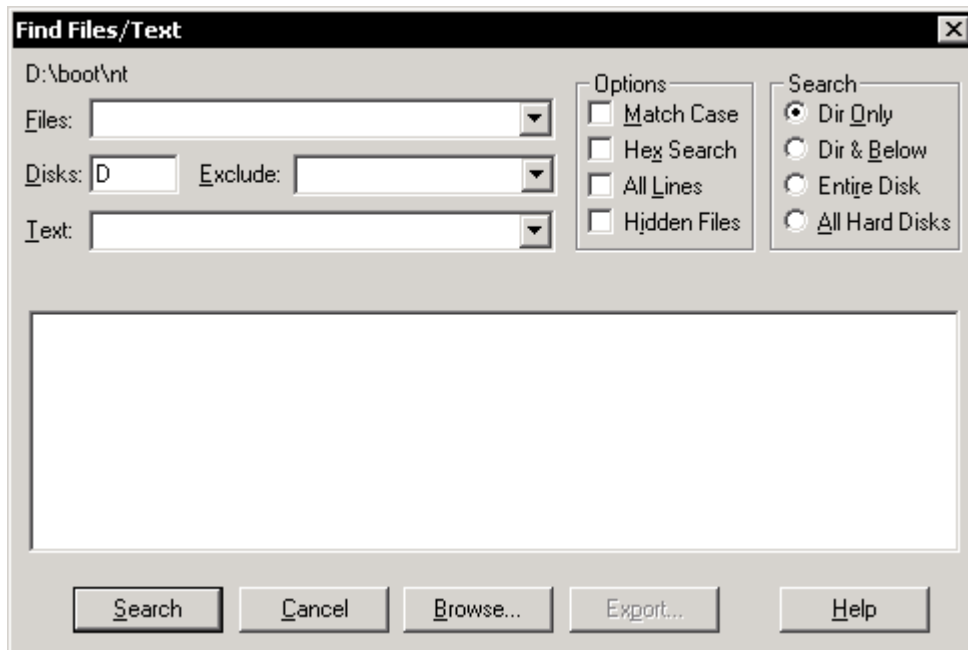 Find Files/Text
D:\boot\nt
Files:
Disks: D Exclude:
Text:
Options
Match Case
Hex Search
All Lines
Hidden Files
Search
Dir Only
Dir & Below
Entire Disk
All Hard Disks
Search Cancel Browse... Export... Help